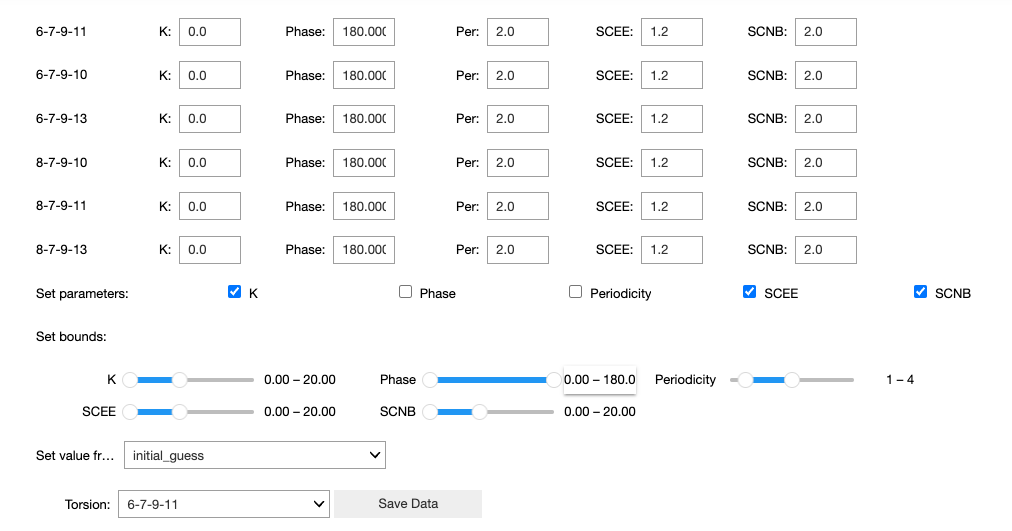 6-7-9-11 K: 0.0 Phase: 180.000 Per: 2.0 SCEE: 1.2 SCNB: 2.0
6-7-9-10 K: 0.0 Phase: 180.000 Per: 2.0 SCEE: 1.2 SCNB: 2.0
6-7-9-13 K: 0.0 Phase: 180.000 Per: 2.0 SCEE: 1.2 SCNB: 2.0
8-7-9-10 K: 0.0 Phase: 180.000 Per: 2.0 SCEE: 1.2 SCNB: 2.0
8-7-9-11 K: 0.0 Phase: 180.000 Per: 2.0 SCEE: 1.2 SCNB: 2.0
8-7-9-13 K: 0.0 Phase: 180.000 Per: 2.0 SCEE: 1.2 SCNB: 2.0
Set parameters: K Phase Periodicity SCEE SCNB
Set bounds:
K 0.00 – 20.00 Phase 0.00 – 180.0 Periodicity 1 – 4
SCEE 0.00 – 20.00 SCNB 0.00 – 20.00
Set value fr... initial_guess
Torsion: 6-7-9-11 Save Data